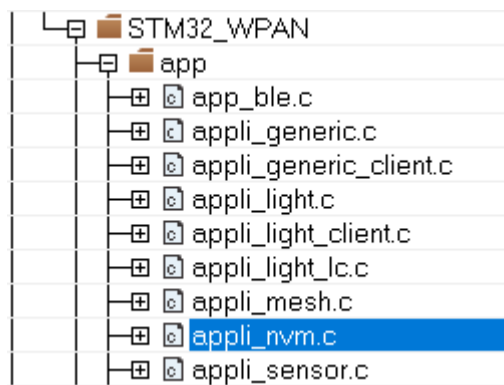 STM32_WPAN
app
app_ble.c
appli_generic.c
appli_generic_client.c
appli_light.c
appli_light_client.c
appli_light_lc.c
appli_mesh.c
appli_nvm.c
appli_sensor.c